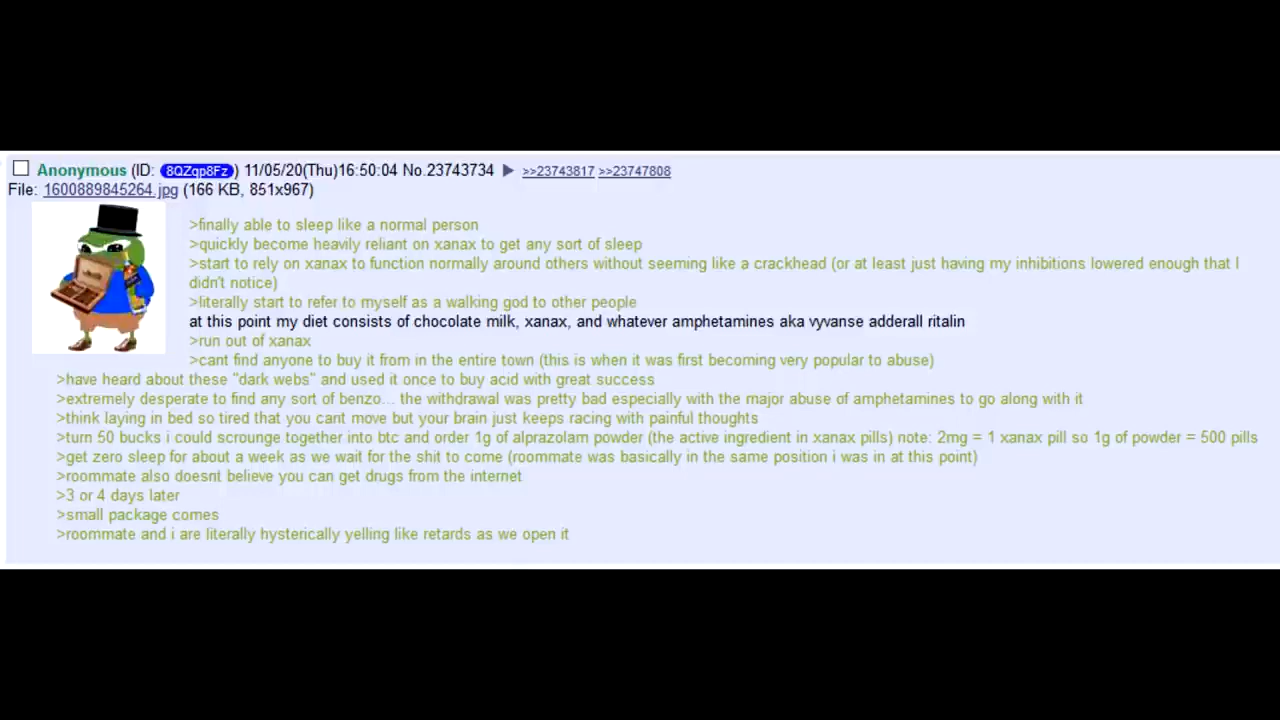 Anonymous (ID: 8QZqp8Fz) 11/05/20(Thu)16:50:04 No.23743734 ▶ >>23743817 >>23747808
File: 1600889845264.jpg (166 KB, 851x967)
>finally able to sleep like a normal person
>quickly become heavily reliant on xanax to get any sort of sleep
>start to rely on xanax to function normally around others without seeming like a crackhead (or at least just having my inhibitions lowered enough that I
didn't notice)
>literally start to refer to myself as a walking god to other people
at this point my diet consists of chocolate milk, xanax, and whatever amphetamines aka vyvanse adderall ritalin
>run out of xanax
>cant find anyone to buy it from in the entire town (this is when it was first becoming very popular to abuse)
>have heard about these "dark webs" and used it once to buy acid with great success
>extremely desperate to find any sort of benzo... the withdrawal was pretty bad especially with the major abuse of amphetamines to go along with it
>think laying in bed so tired that you cant move but your brain just keeps racing with painful thoughts
>turn 50 bucks i could scrounge together into btc and order 1g of alprazolam powder (the active ingredient in xanax pills) note: 2mg = 1 xanax pill so 1g of powder = 500 pills
>get zero sleep for about a week as we wait for the shit to come (roommate was basically in the same position i was in at this point)
>roommate also doesnt believe you can get drugs from the internet
>3 or 4 days later
>small package comes
>roommate and i are literally hysterically yelling like retards as we open it